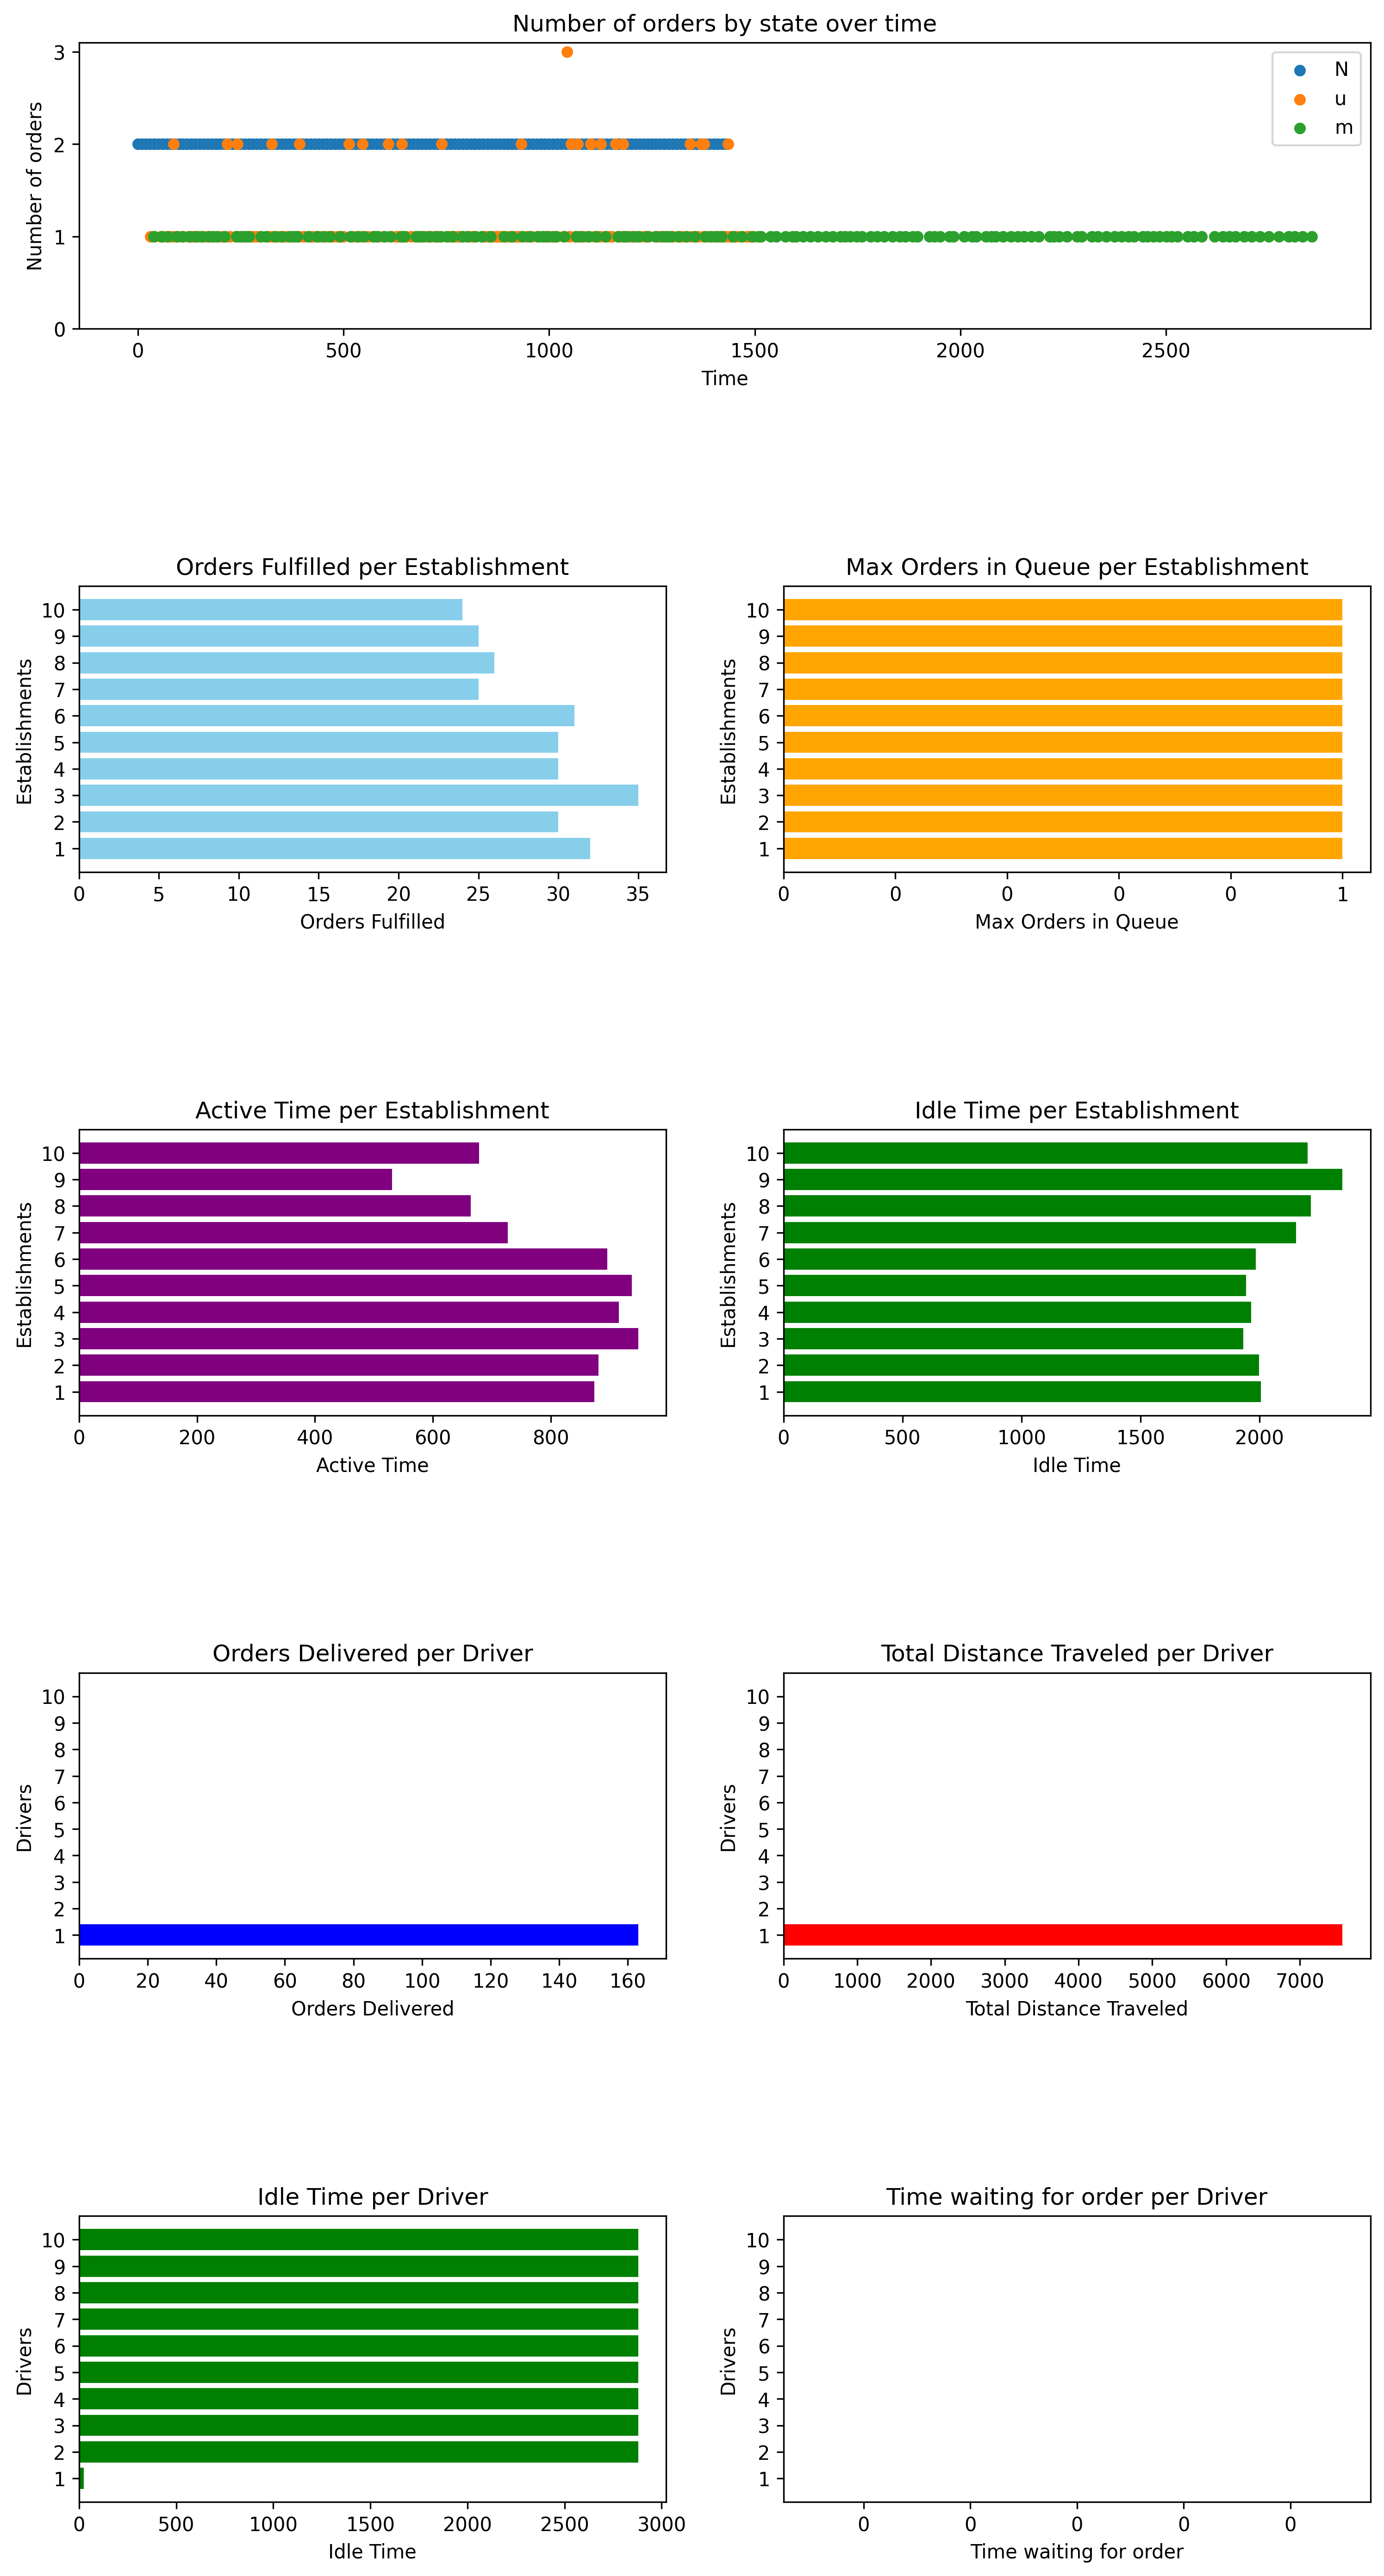 Number of orders by state over time
Number of orders
3
2
1
0
N
u
m
0 500 1000 1500 2000 2500
Time
Orders Fulfilled per Establishment
Establishments
10
9
8
7
6
5
4
3
2
1
0 5 10 15 20 25 30 35
Orders Fulfilled
Max Orders in Queue per Establishment
Establishments
10
9
8
7
6
5
4
3
2
1
0 0 0 0 0 1
Max Orders in Queue
Active Time per Establishment
Establishments
10
9
8
7
6
5
4
3
2
1
0 200 400 600 800
Active Time
Idle Time per Establishment
Establishments
10
9
8
7
6
5
4
3
2
1
0 500 1000 1500 2000
Idle Time
Orders Delivered per Driver
Drivers
10
9
8
7
6
5
4
3
2
1
0 20 40 60 80 100 120 140 160
Orders Delivered
Total Distance Traveled per Driver
Drivers
10
9
8
7
6
5
4
3
2
1
0 1000 2000 3000 4000 5000 6000 7000
Total Distance Traveled
Idle Time per Driver
Drivers
10
9
8
7
6
5
4
3
2
1
0 500 1000 1500 2000 2500 3000
Idle Time
Time waiting for order per Driver
Drivers
10
9
8
7
6
5
4
3
2
1
0 0 0 0 0
Time waiting for order